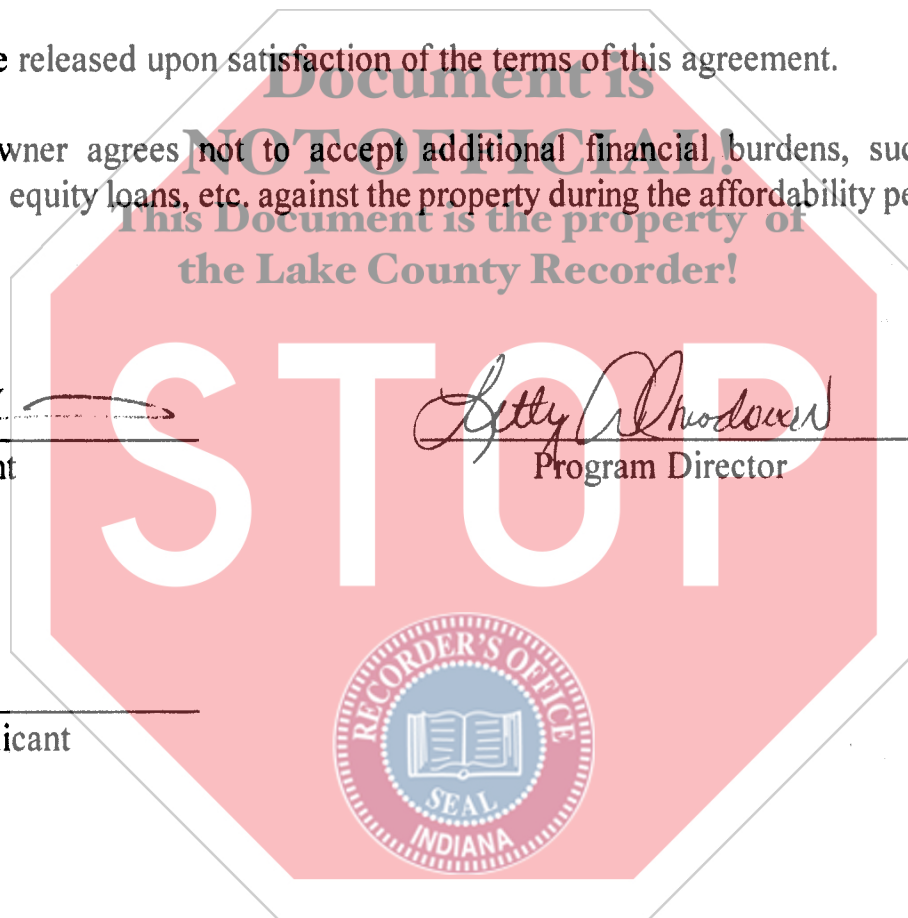 e released upon satisfaction of the terms of this agreement.
Document is
NOT OFFICIAL!
wner agrees not to accept additional financial burdens, suc
equity loans, etc. against the property during the affordability pe
This Document is the property of
the Lake County Recorder!
STOP
nt
Program Director
RECORDER'S OFFICE
SEAL
INDIANA
licant